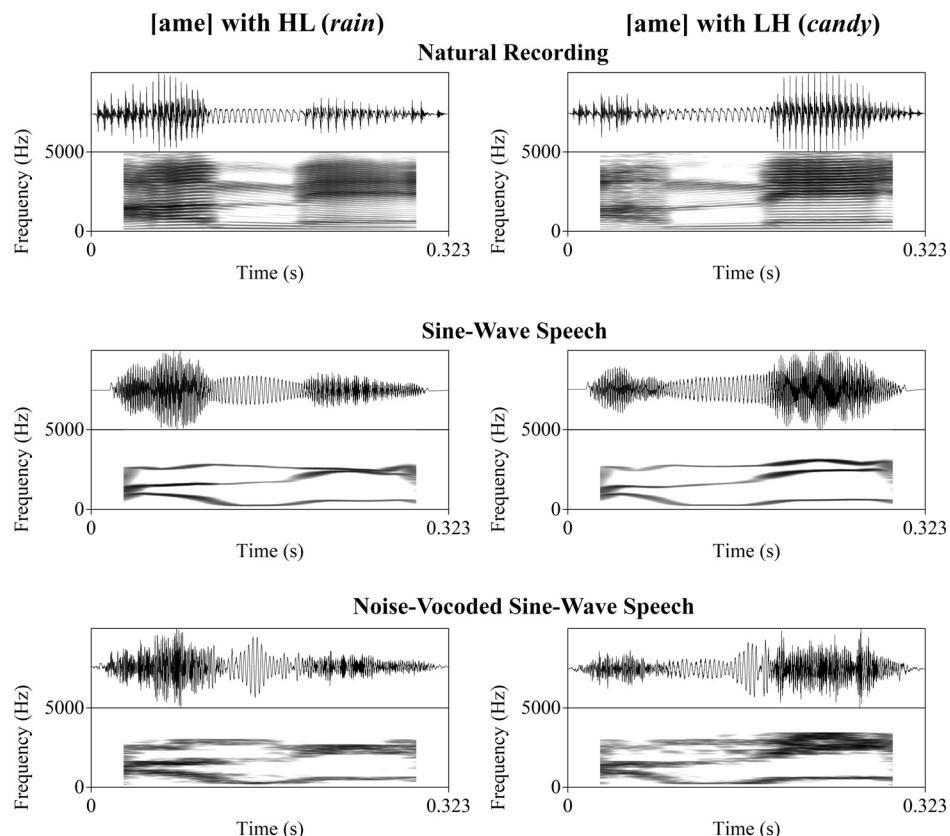 [ame] with HL (rain) [ame] with LH (candy)
Natural Recording
Frequency (Hz) 5000 0 Frequency (Hz) 5000 0
0 0.323 0 0.323
Time (s) Time (s)
Sine-Wave Speech
Frequency (Hz) 5000 0 Frequency (Hz) 5000 0
0 0.323 0 0.323
Time (s) Time (s)
Noise-Vocoded Sine-Wave Speech
Frequency (Hz) 5000 0 Frequency (Hz) 5000 0
0 0.323 0 0.323
Time (s) Time (s)